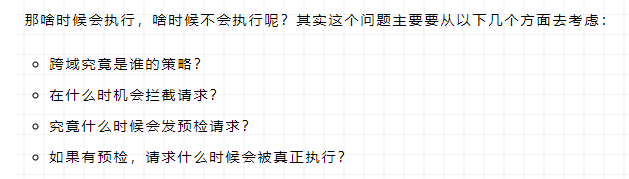 那啥时候会执行，啥时候不会执行呢？其实这个问题主要要从以下几个方面去考虑：
跨域究竟是谁的策略？
在什么时机会拦截请求？
究竟什么时候会发预检请求？
如果有预检，请求什么时候会被真正执行？